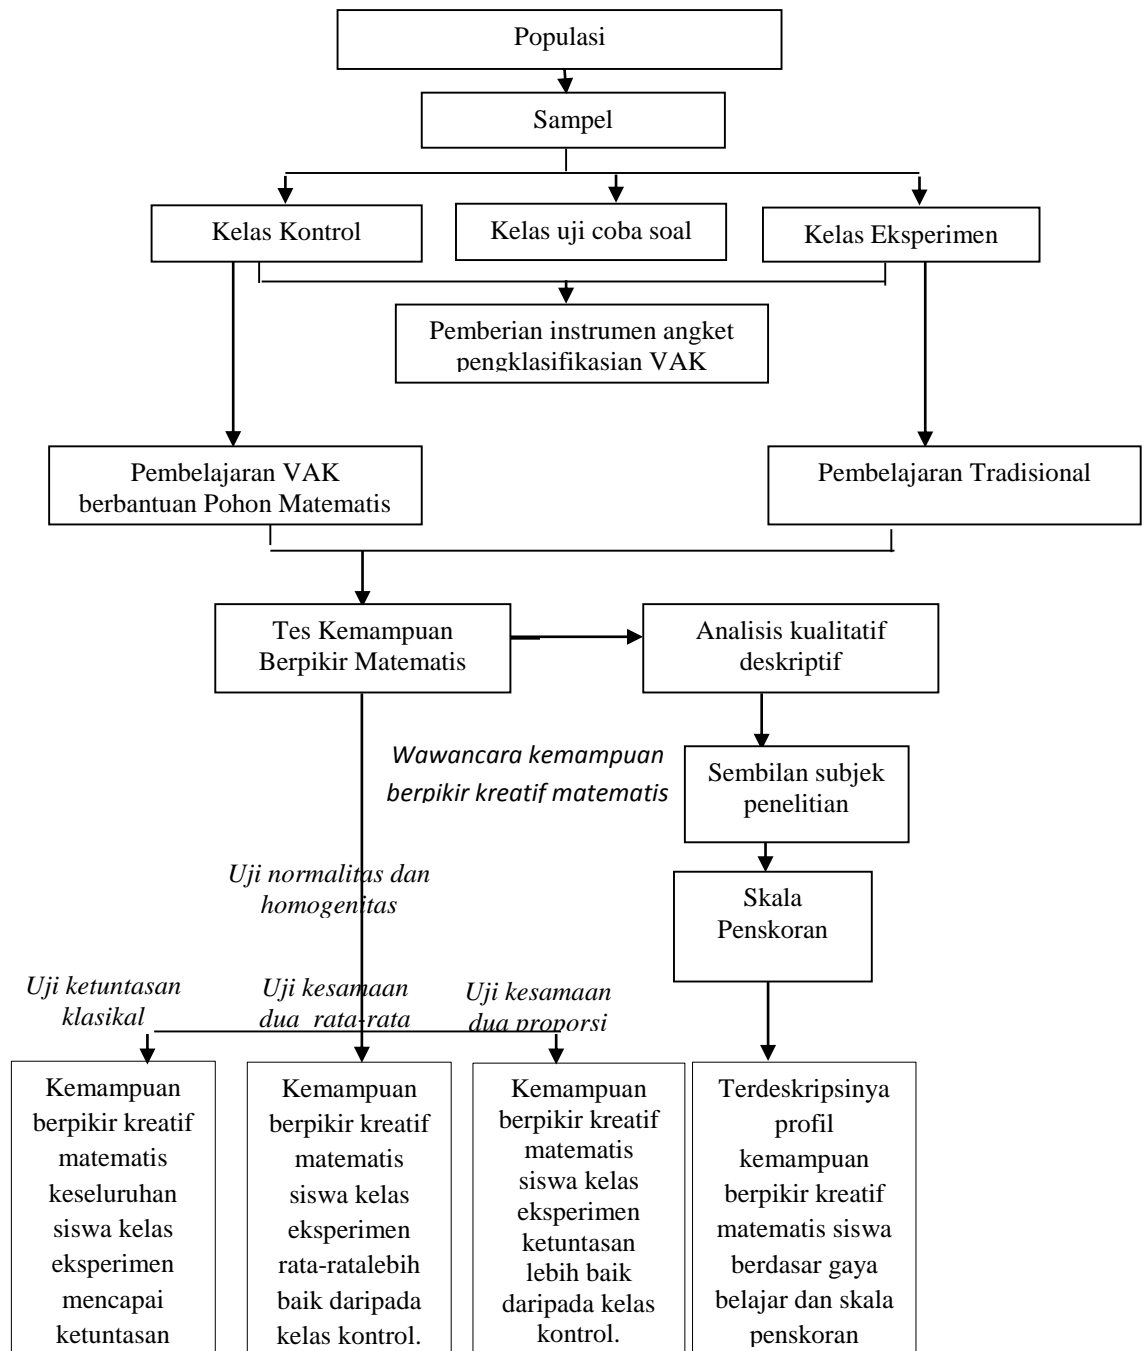 Populasi
Sampel
Kelas Kontrol
Kelas uji coba soal
Kelas Eksperimen
Pemberian instrumen angket
pengklasifikasian VAK
Pembelajaran VAK
berbantuan Pohon Matematis
Pembelajaran Tradisional
Tes Kemampuan
Berpikir Matematis
Analisis kualitatif
deskriptif
Wawancara kemampuan
berpikir kreatif matematis
Sembilan subjek
penelitian
Uji normalitas dan
homogenitas
Skala
Penskoran
Uji ketuntasan
klasikal
Uji kesamaan
dua rata-rata
Uji kesamaan
dua proporsi
Kemampuan
berpikir kreatif
matematis
keseluruhan
siswa kelas
eksperimen
mencapai
ketuntasan
Kemampuan
berpikir kreatif
matematis
siswa kelas
eksperimen
rata-ratalebih
baik daripada
kelas kontrol.
Kemampuan
berpikir kreatif
matematis
siswa kelas
eksperimen
ketuntasan
lebih baik
daripada kelas
kontrol.
Terdeskripsinya
profil
kemampuan
berpikir kreatif
matematis siswa
berdasar gaya
belajar dan skala
penskoran